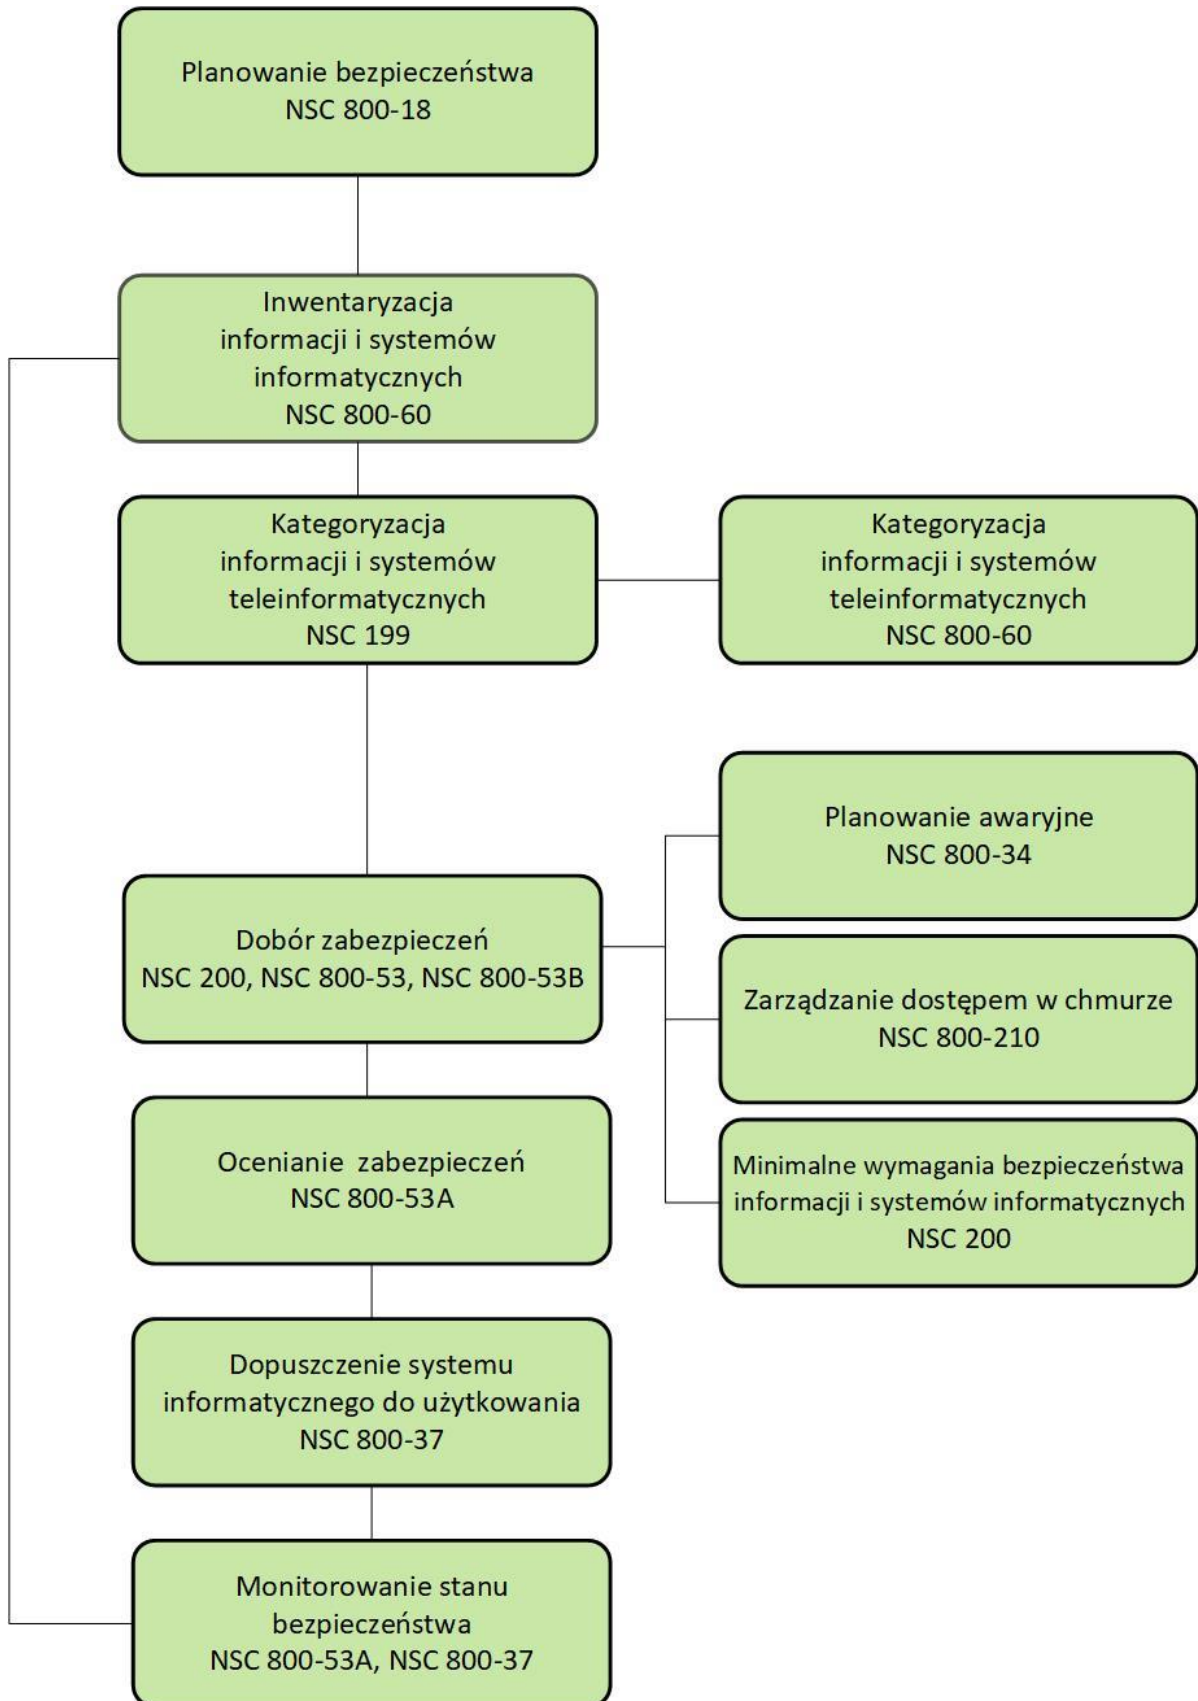 Planowanie bezpieczeństwa
NSC 800-18
Inwentaryzacja
informacji i systemów
informatycznych
NSC 800-60
Kategoryzacja
informacji i systemów
teleinformatycznych
NSC 199
Kategoryzacja
informacji i systemów
teleinformatycznych
NSC 800-60
Planowanie awaryjne
NSC 800-34
Dobór zabezpieczeń
NSC 200, NSC 800-53, NSC 800-53B
Zarządzanie dostępem w chmurze
NSC 800-210
Minimalne wymagania bezpieczeństwa
informacji i systemów informatycznych
NSC 200
Ocenianie  zabezpieczeń
NSC 800-53A
Dopuszczenie systemu
informatycznego do użytkowania
NSC 800-37
Monitorowanie stanu
bezpieczeństwa
NSC 800-53A, NSC 800-37